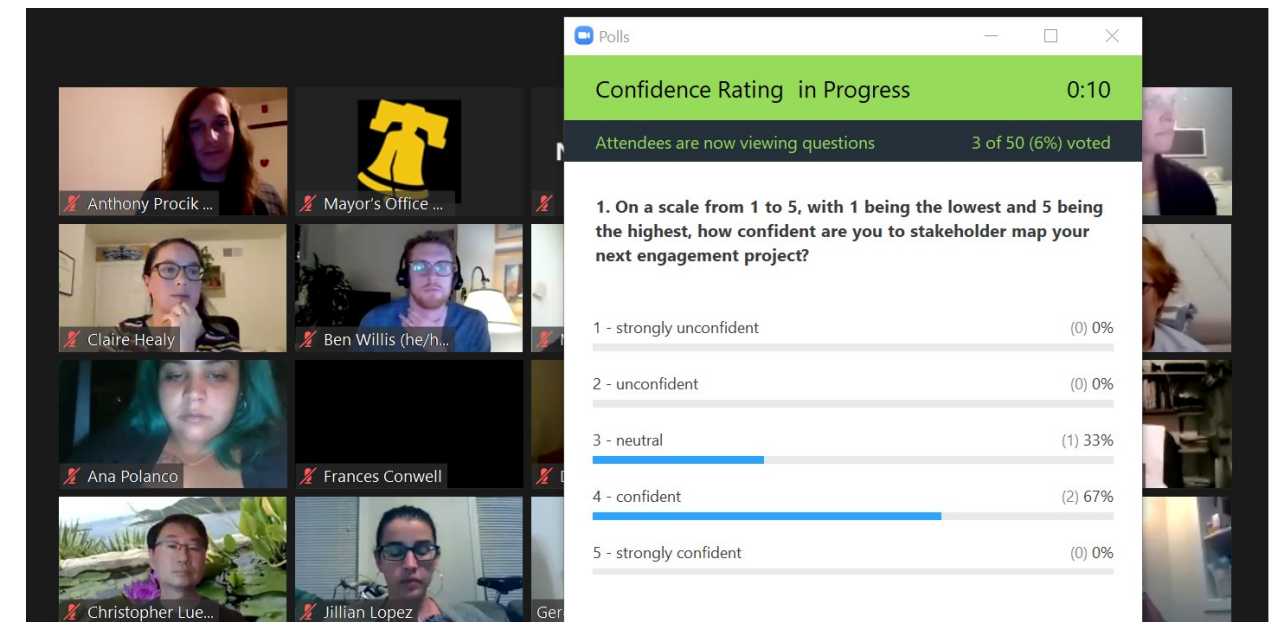 Polls
Confidence Rating in Progress
0:10
Attendees are now viewing questions
3 of 50 (6%) voted
1. On a scale from 1 to 5, with 1 being the lowest and 5 being
the highest, how confident are you to stakeholder map your
next engagement project?
1 - strongly unconfident
(0) 0%
2 - unconfident
(0) 0%
3 - neutral
(1) 33%
4 - confident
(2) 67%
5 - strongly confident
(0) 0%
Anthony Procik ...
Mayor's Office ...
Claire Healy
Ben Willis (he/h...
Ana Polanco
Frances Conwell
Christopher Lue...
Jillian Lopez